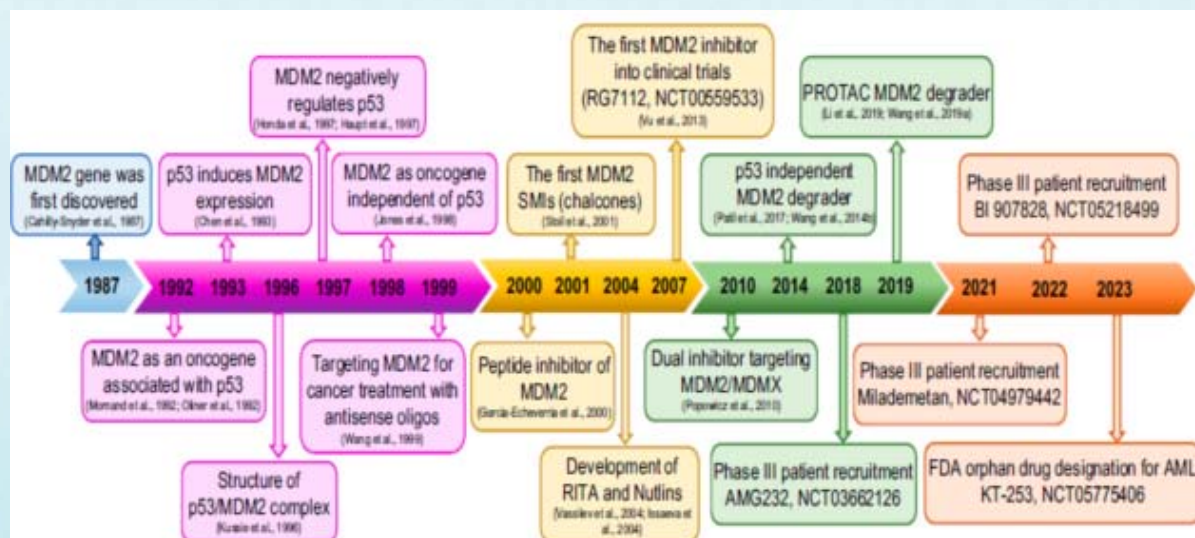 The first MDM2 inhibitor
into clinical trials
(RG7112, NCT00559533)
(Vu et al., 2013)
MDM2 negatively
regulates p53
(Honda et al., 1997; Haupt et al., 1997)
PROTAC MDM2 degrader
(Li et al., 2019; Wang et al., 2019a)
MDM2 gene was
first discovered
(Cahilly-Snyder et al., 1987)
p53 induces MDM2
expression
(Chen et al., 1993)
MDM2 as oncogene
independent of p53
(Jones et al., 1998)
The first MDM2
SMIs (chalcones)
(Stoll et al., 2001)
p53 independent
MDM2 degrader
(Patil et al., 2017; Wang et al., 2014b)
Phase III patient recruitment
BI 907828, NCT05218499
1987 1992 1993 1996 1997 1998 1999 2000 2001 2004 2007 2010 2014 2018 2019 2021 2022 2023
MDM2 as an oncogene
associated with p53
(Momand et al., 1992; Oliner et al., 1992)
Targeting MDM2 for
cancer treatment with
antisense oligos
(Wang et al., 1999)
Peptide inhibitor of
MDM2
(García-Echeverría et al., 2000)
Dual inhibitor targeting
MDM2/MDMX
(Popowicz et al., 2010)
Phase III patient recruitment
Milademetan, NCT04979442
Structure of
p53/MDM2 complex
(Kussie et al., 1996)
Development of
RITA and Nutlins
(Vassilev et al., 2004; Issaeva et
al., 2004)
Phase III patient recruitment
AMG232, NCT03662126
FDA orphan drug designation for AML
KT-253, NCT05775406